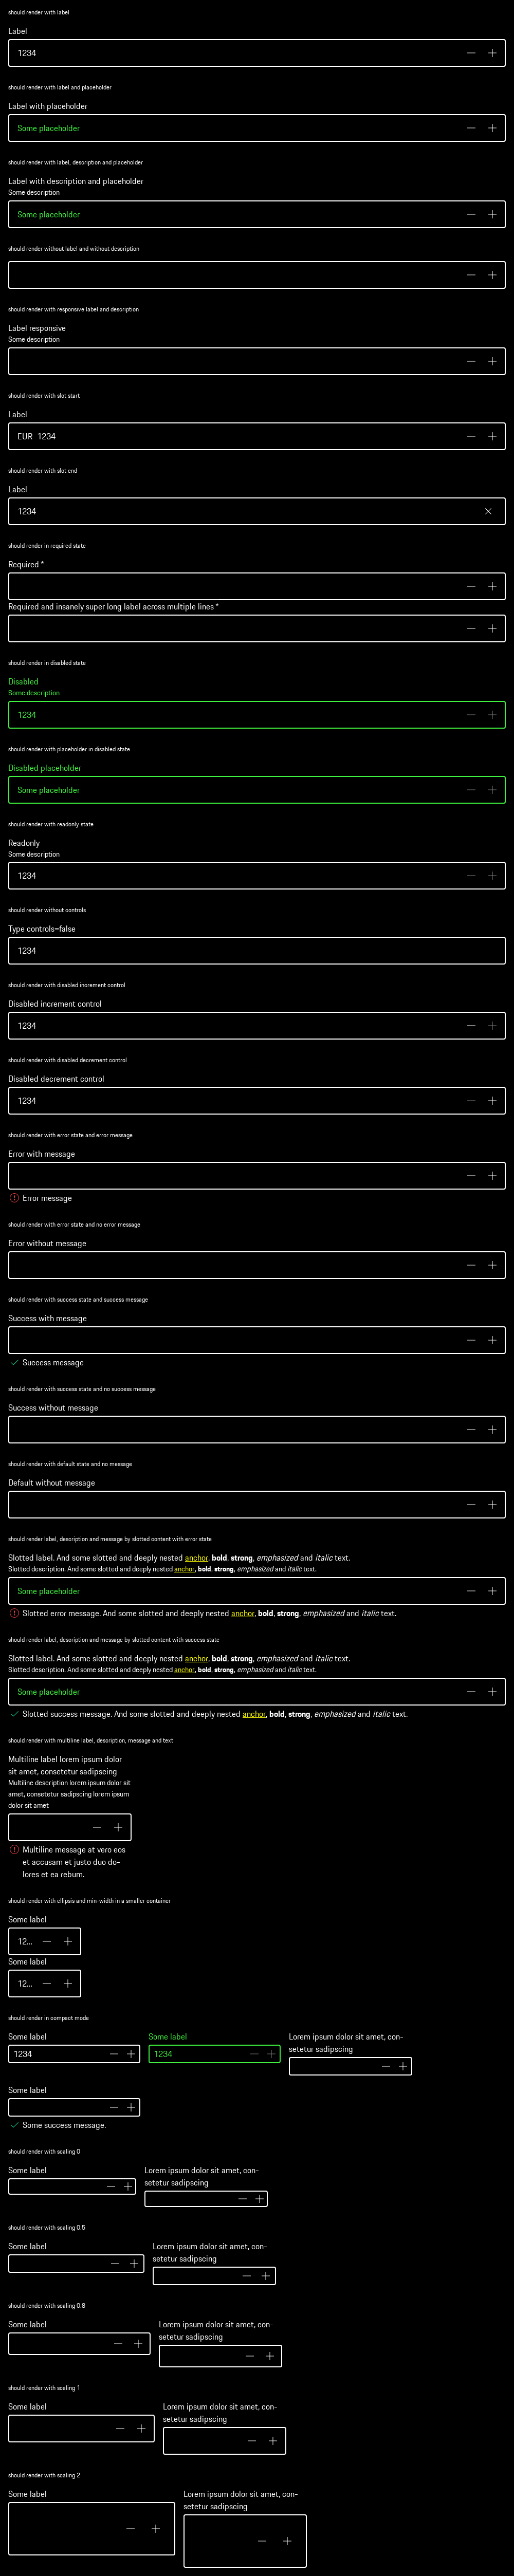 should render with label
Label
1234
should render with label and placeholder
Label with placeholder
Some placeholder
should render with label, description and placeholder
Label with description and placeholder
Some description
Some placeholder
should render without label and without description
should render with responsive label and description
Label responsive
Some description
should render with slot start
Label
EUR 1234
should render with slot end
Label
1234
should render in required state
Required *
Required and insanely super long label across multiple lines *
should render in disabled state
Disabled
Some description
1234
should render with placeholder in disabled state
Disabled placeholder
Some placeholder
should render with readonly state
Readonly
Some description
1234
should render without controls
Type controls=false
1234
should render with disabled increment control
Disabled increment control
1234
should render with disabled decrement control
Disabled decrement control
1234
should render with error state and error message
Error with message
Error message
should render with error state and no error message
Error without message
should render with success state and success message
Success with message
Success message
should render with success state and no success message
Success without message
should render with default state and no message
Default without message
should render label, description and message by slotted content with error state
Slotted label. And some slotted and deeply nested anchor, bold, strong, emphasized and italic text.
Slotted description. And some slotted and deeply nested anchor, bold, strong, emphasized and italic text.
Some placeholder
Slotted error message. And some slotted and deeply nested anchor, bold, strong, emphasized and italic text.
should render label, description and message by slotted content with success state
Slotted label. And some slotted and deeply nested anchor, bold, strong, emphasized and italic text.
Slotted description. And some slotted and deeply nested anchor, bold, strong, emphasized and italic text.
Some placeholder
Slotted success message. And some slotted and deeply nested anchor, bold, strong, emphasized and italic text.
should render with multiline label, description, message and text
Multiline label lorem ipsum dolor
sit amet, consetetur sadipscing
Multiline description lorem ipsum dolor sit
amet, consetetur sadipscing lorem ipsum
dolor sit amet
Multiline message at vero eos
et accusam et justo duo do-
lores et ea rebum.
should render with ellipsis and min-width in a smaller container
Some label
12...
Some label
12...
should render in compact mode
Some label
1234
Some label
1234
Lorem ipsum dolor sit amet, con-
setetur sadipscing
Some label
Some success message.
should render with scaling 0
Some label
Lorem ipsum dolor sit amet, con-
setetur sadipscing
should render with scaling 0.5
Some label
Lorem ipsum dolor sit amet, con-
setetur sadipscing
should render with scaling 0.8
Some label
Lorem ipsum dolor sit amet, con-
setetur sadipscing
should render with scaling 1
Some label
Lorem ipsum dolor sit amet, con-
setetur sadipscing
should render with scaling 2
Some label
Lorem ipsum dolor sit amet, con-
setetur sadipscing